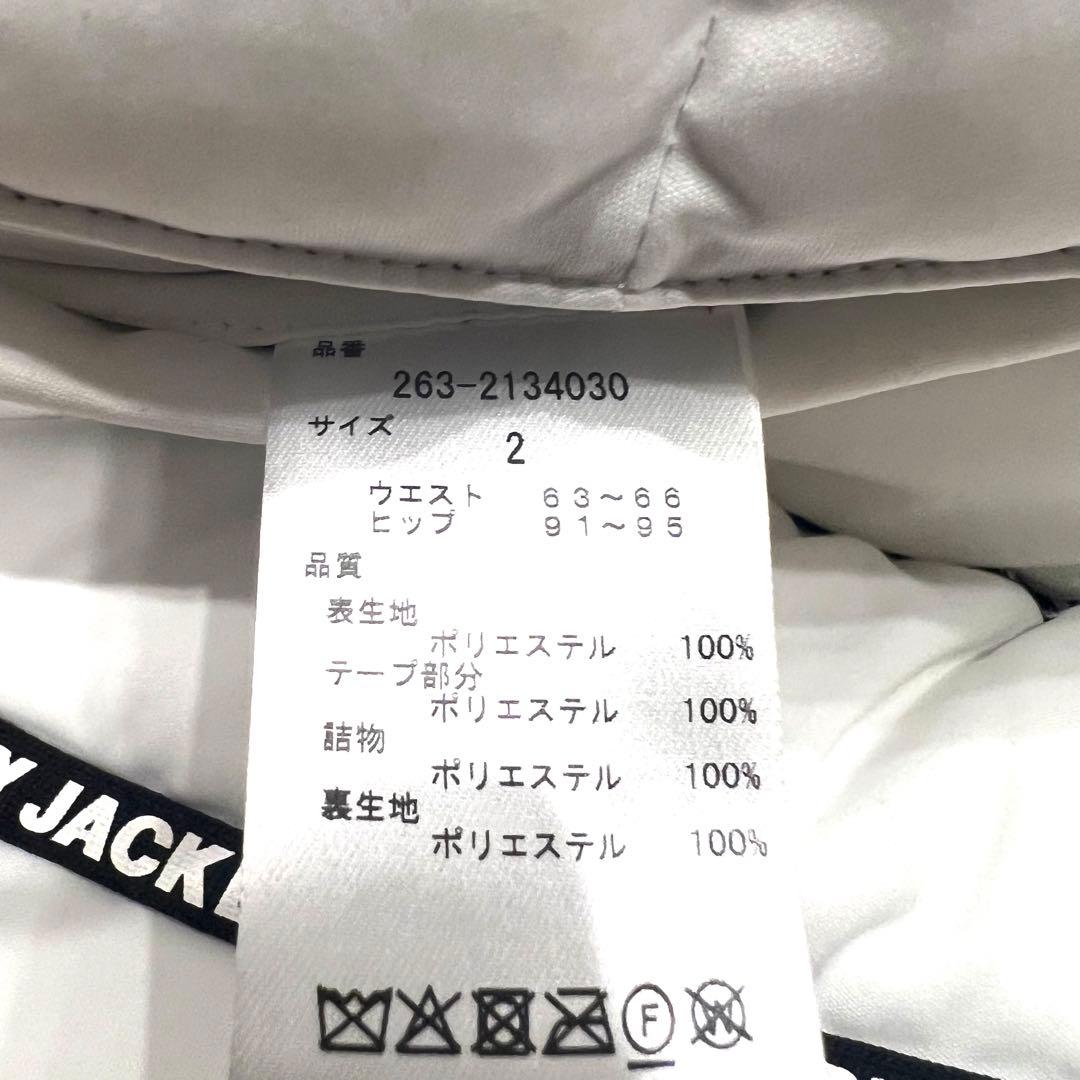 品番
263-2134030
サイズ
2
ウエスト 63～66
ヒップ 91～95
品質
表生地
ポリエステル 100%
テープ部分
ポリエステル 100%
詰物
ポリエステル 100%
裏生地
ポリエステル 100%
Y JACK
F
W